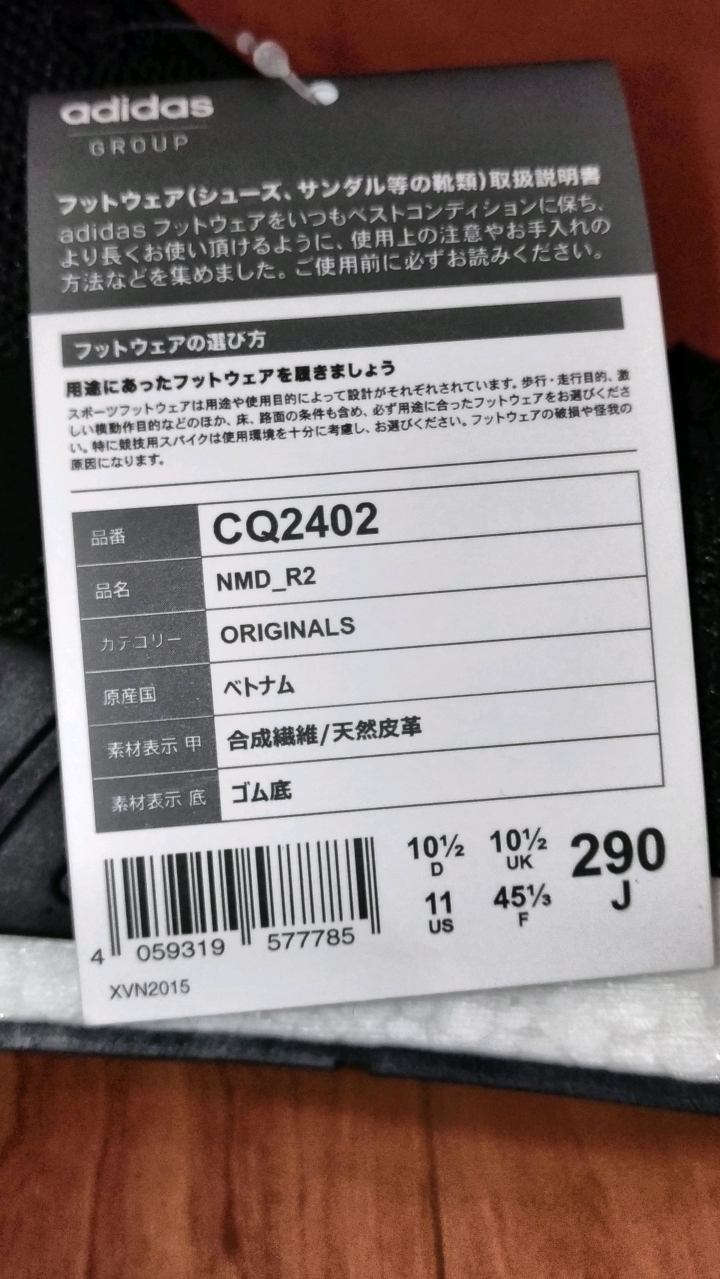 adidas
GROUP
フットウェア(シューズ、サンダル等の靴類)取扱説明書
adidas フットウェアをいつもベストコンディションに保ち、
より長くお使い頂けるように、使用上の注意やお手入れの
方法などを集めました。ご使用前に必ずお読みください。
フットウェアの選び方
用途にあったフットウェアを履きましょう
スポーツフットウェアは用途や使用目的によって設計がそれぞれされています。歩行・走行目的、激
しい横動作目的などのほか、床、路面の条件も含め、必ず用途に合ったフットウェアをお選びくださ
い。特に競技用スパイクは使用環境を十分に考慮し、お選びください。フットウェアの破損や怪我の
原因になります。
品番 CQ2402
品名 NMD_R2
カテゴリー ORIGINALS
原産国 ベトナム
素材表示 甲 合成繊維/天然皮革
素材表示 底 ゴム底
10½ 10½ 290
D UK J
11 45⅓
US F
4 059319 577785
XVN2015